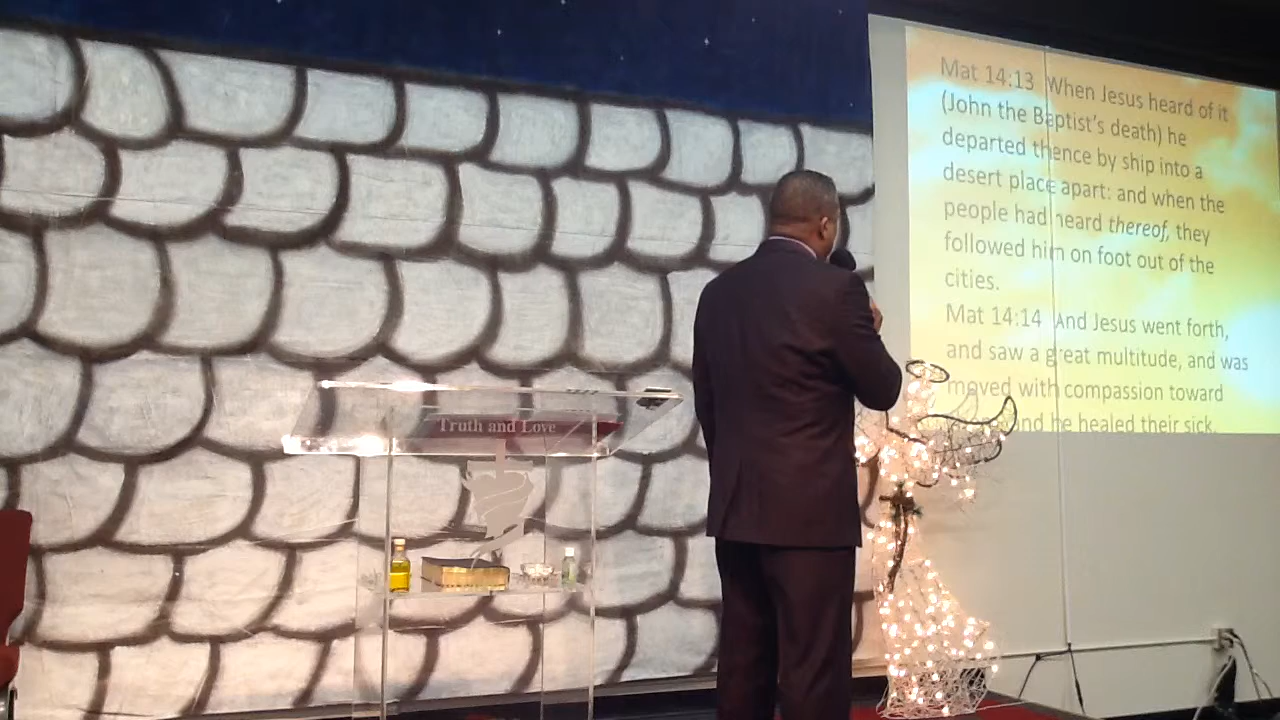 Mat 14:13 When Jesus heard of it
(John the Baptist's death) he
departed thence by ship into a
desert place apart: and when the
people had heard thereof, they
followed him on foot out of the
cities.
Mat 14:14 And Jesus went forth,
and saw a great multitude, and was
moved with compassion toward
and he healed their sick.
Truth and Love